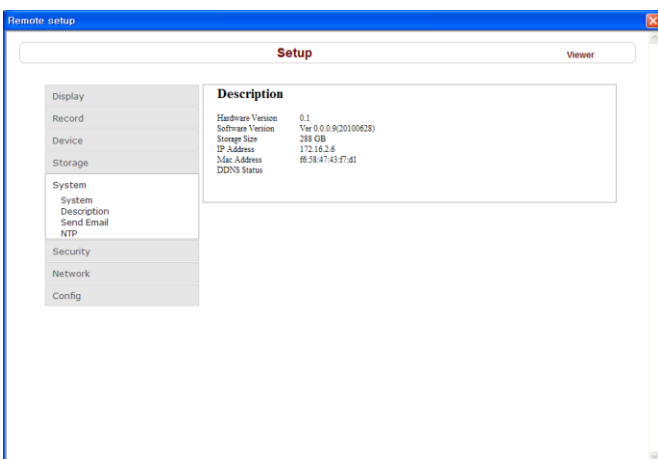 Remote setup
Setup
Viewer
Display
Record
Device
Storage
System
System
Description
Send Email
NTP
Security
Network
Config
Description
Hardware Version 0.1
Software Version Ver 0.0.0.9(20100628)
Storage Size 288 GB
IP Address 172.16.2.6
Mac Address f6:58:47:43:f7:d1
DDNS Status